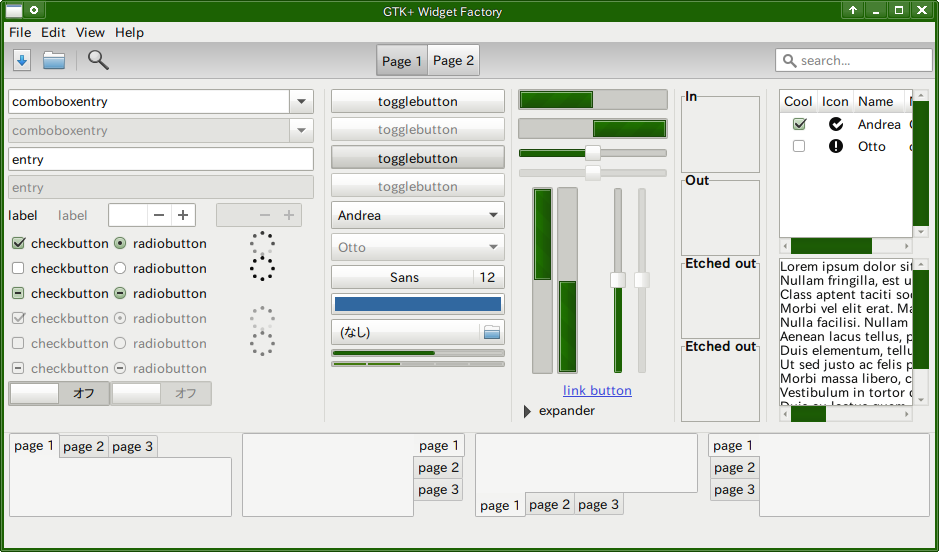 GTK+ Widget Factory
File Edit View Help
Page 1 Page 2 search...
comboboxentry
comboboxentry
entry
entry
label label
checkbutton radiobutton
checkbutton radiobutton
checkbutton radiobutton
checkbutton radiobutton
checkbutton radiobutton
checkbutton radiobutton
オフ オフ
togglebutton
togglebutton
togglebutton
togglebutton
Andrea
Otto
Sans 12
(なし)
link button
expander
In
Out
Etched out
Etched out
Cool Icon Name
Andrea
Otto
Lorem ipsum dolor sit
Nullam fringilla, est u
Class aptent taciti soc
Morbi vel elit erat. Ma
Nulla facilisi. Nullam
Aenean lacus tellus, p
Duis elementum, tellu
Ut sed justo ac felis p
Morbi massa libero, c
Vestibulum in tortor
page 1 page 2 page 3
page 1
page 2
page 3
page 1 page 2 page 3
page 1
page 2
page 3